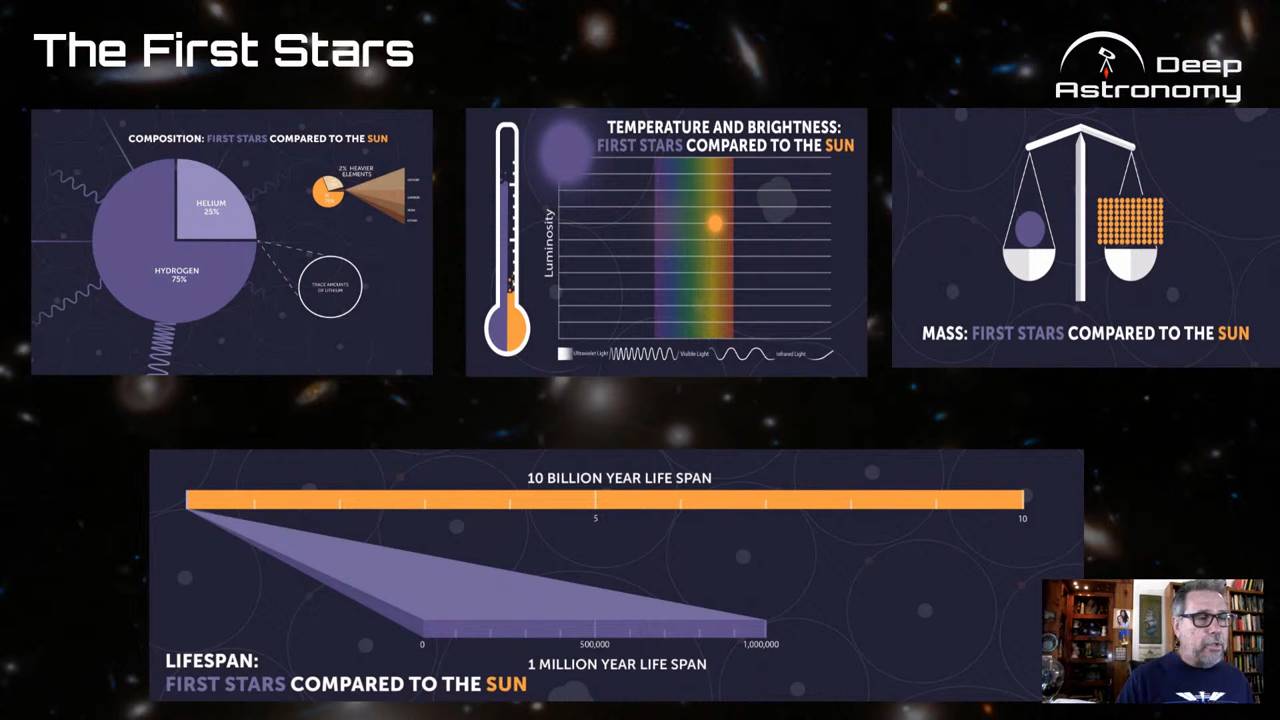 The First Stars
Deep
Astronomy
COMPOSITION: FIRST STARS COMPARED TO THE SUN
2% HEAVIER
ELEMENTS
HELIUM
25%
HYDROGEN
75%
TRACE AMOUNTS
OF LITHIUM
TEMPERATURE AND BRIGHTNESS:
FIRST STARS COMPARED TO THE SUN
Luminosity
Ultraviolet Light
Visible Light
Infrared Light
MASS: FIRST STARS COMPARED TO THE SUN
10 BILLION YEAR LIFE SPAN
5
10
0
500,000
1,000,000
1 MILLION YEAR LIFE SPAN
LIFESPAN:
FIRST STARS COMPARED TO THE SUN